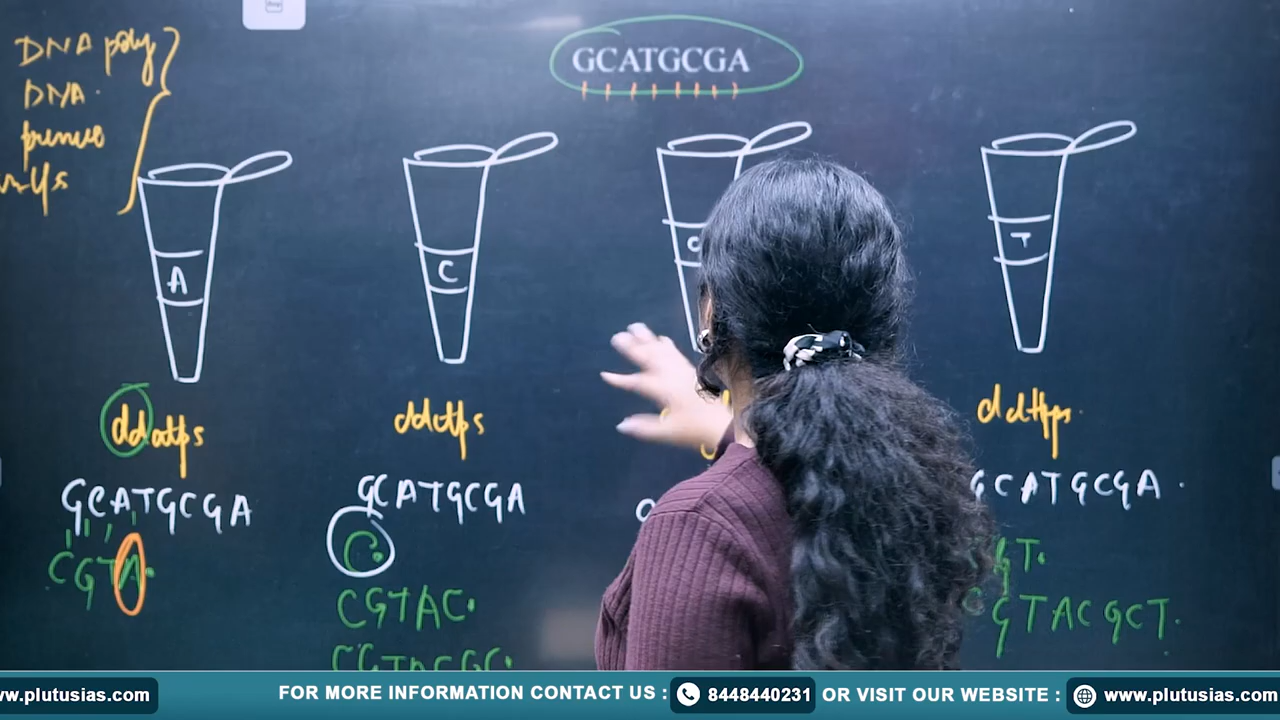 DNA poly
DNA.
GCATGCGA
A
C
T
ddatps
ddctps
ddttps.
GCATGCGA
GCATGCGA
GCATGCGA.
CGTA.
C.
CGTAC.
CGTACGC.
GT.
CGTACGCT.
www.plutusias.com
FOR MORE INFORMATION CONTACT US :
8448440231
OR VISIT OUR WEBSITE :
www.plutusias.com